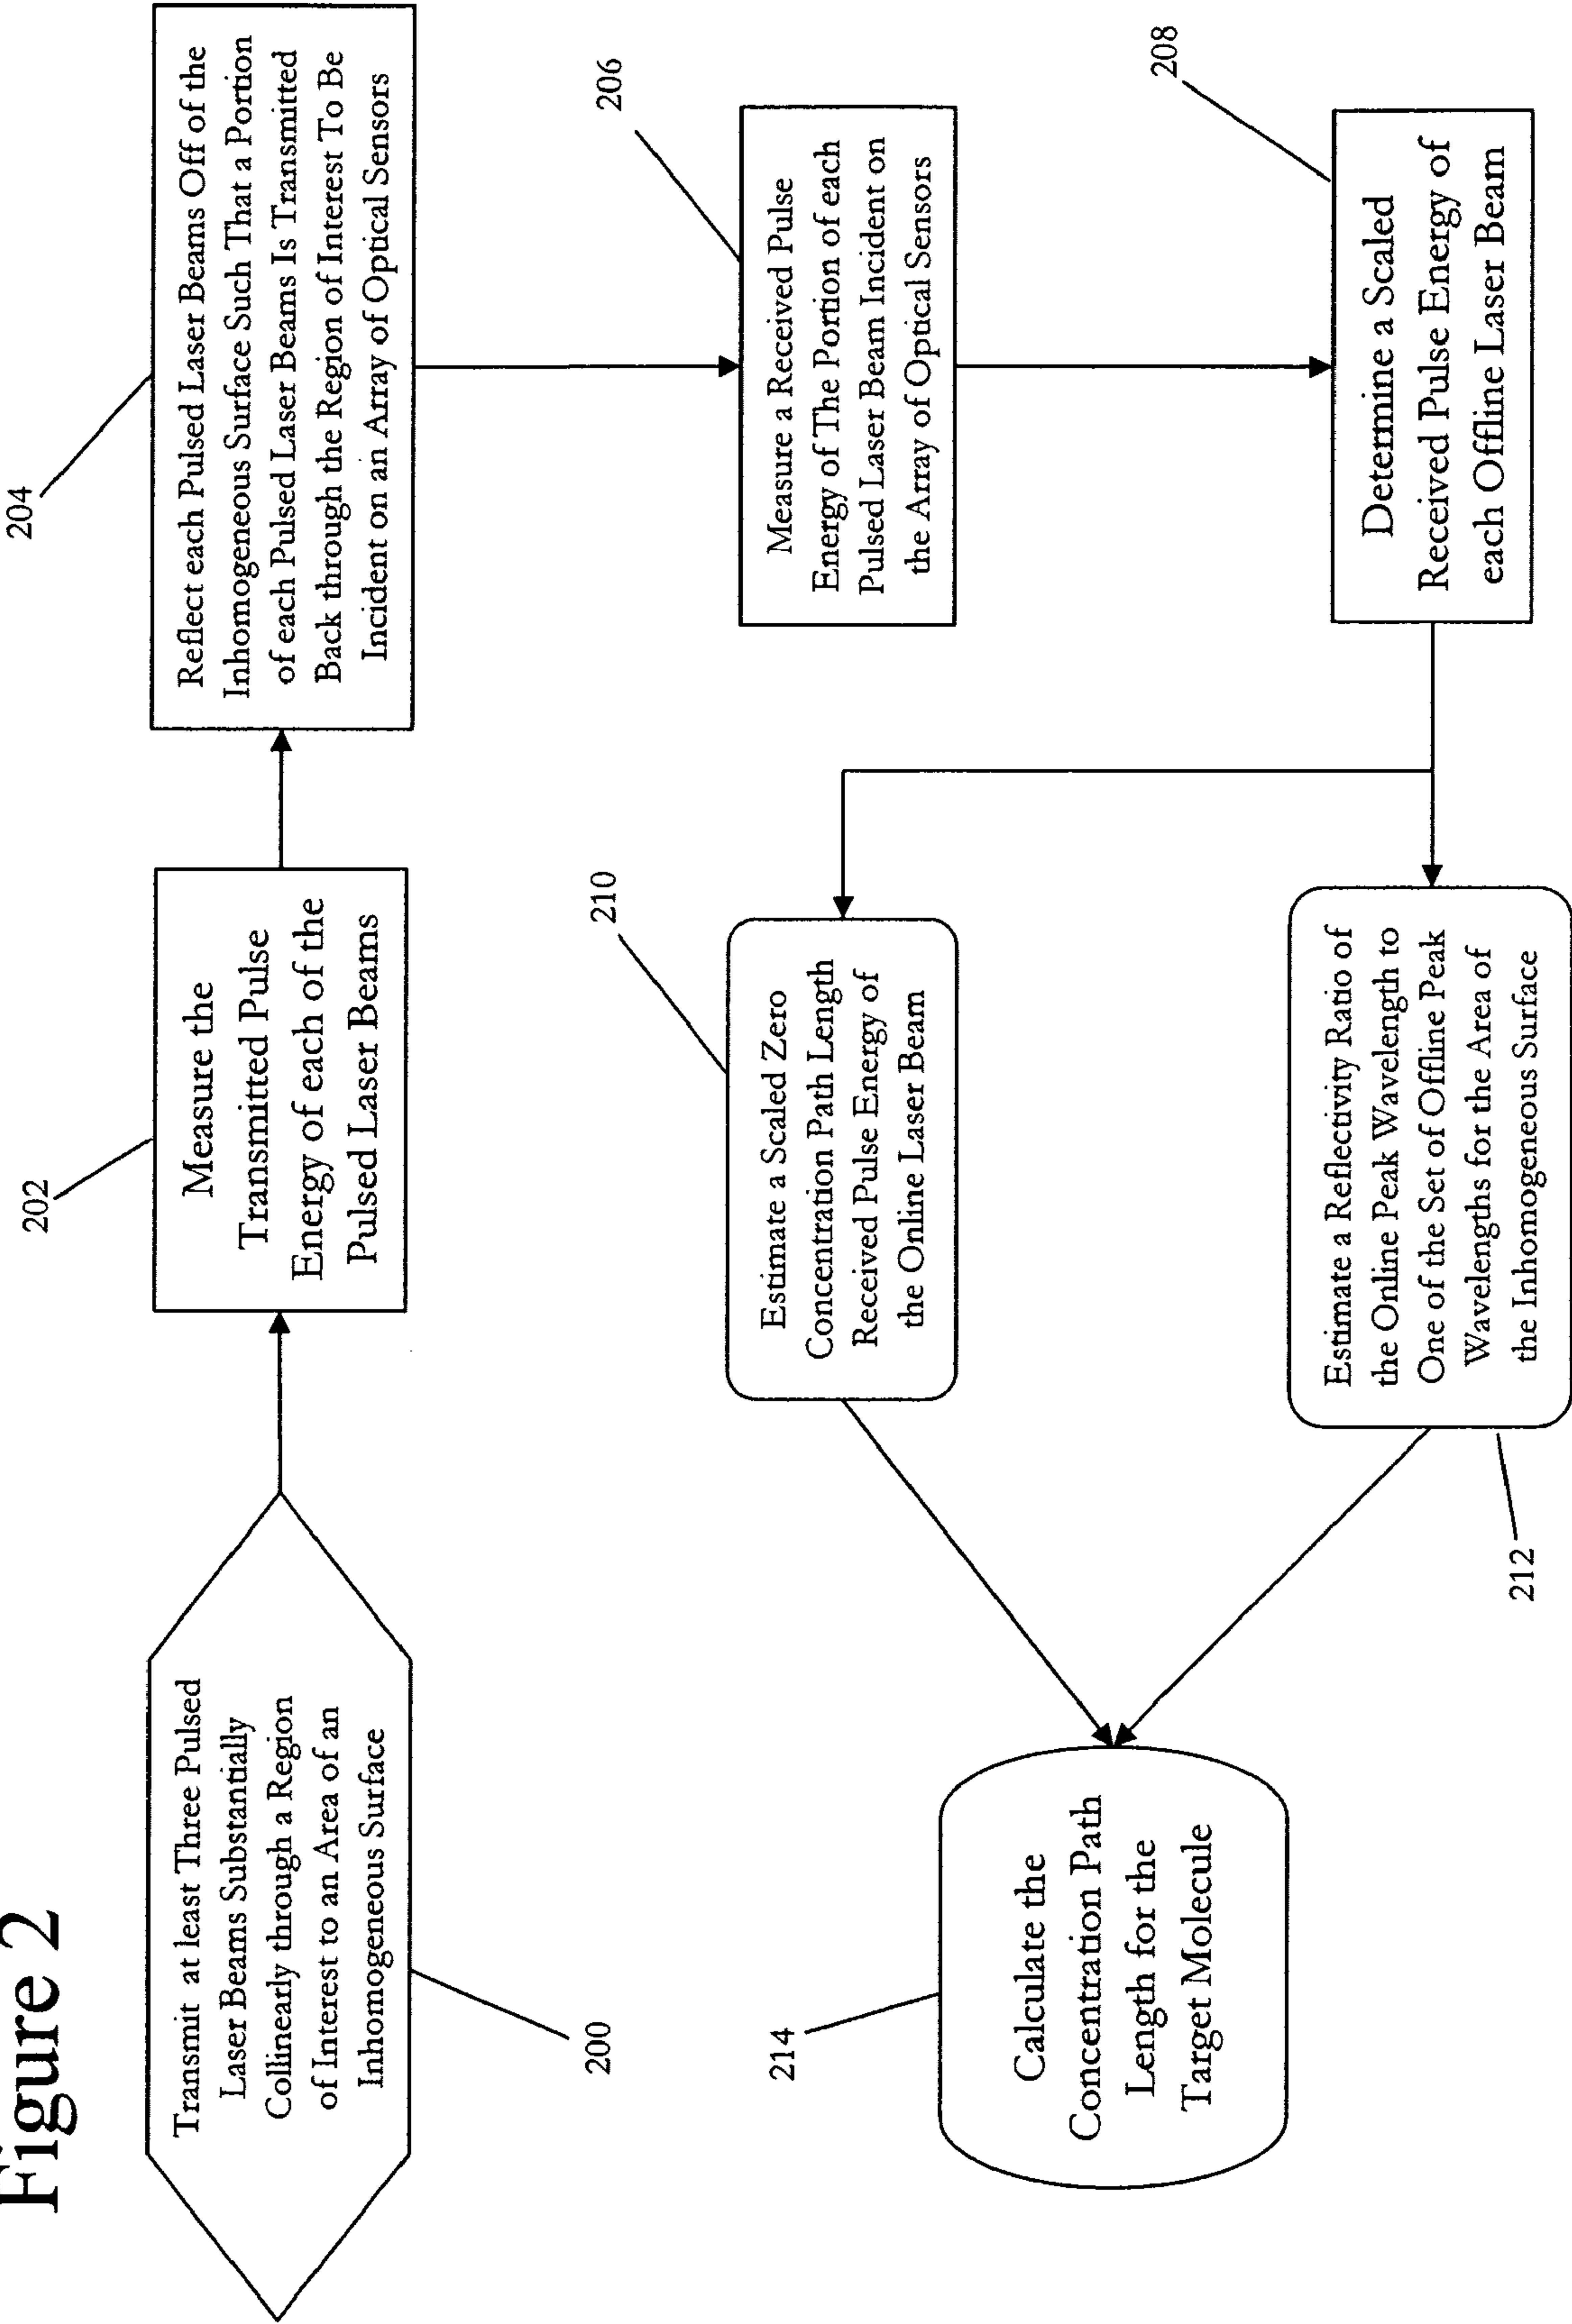 Figure 2
200
Transmit at least Three Pulsed
Laser Beams Substantially
Collinearly through a Region
of Interest to an Area of an
Inhomogeneous Surface
202
Measure the
Transmitted Pulse
Energy of each of the
Pulsed Laser Beams
204
Reflect each Pulsed Laser Beams Off of the
Inhomogeneous Surface Such That a Portion
of each Pulsed Laser Beams Is Transmitted
Back through the Region of Interest To Be
Incident on an Array of Optical Sensors
206
Measure a Received Pulse
Energy of The Portion of each
Pulsed Laser Beam Incident on
the Array of Optical Sensors
208
Determine a Scaled
Received Pulse Energy of
each Offline Laser Beam
210
Estimate a Scaled Zero
Concentration Path Length
Received Pulse Energy of
the Online Laser Beam
212
Estimate a Reflectivity Ratio of
the Online Peak Wavelength to
One of the Set of Offline Peak
Wavelengths for the Area of
the Inhomogeneous Surface
214
Calculate the
Concentration Path
Length for the
Target Molecule